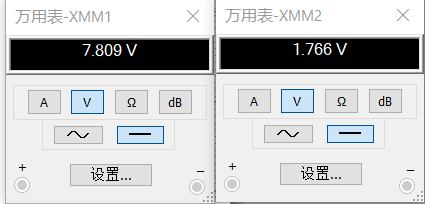 万用表-XMM1
7.809 V
A V Ω dB
+ 设置... −
万用表-XMM2
1.766 V
A V Ω dB
+ 设置... −